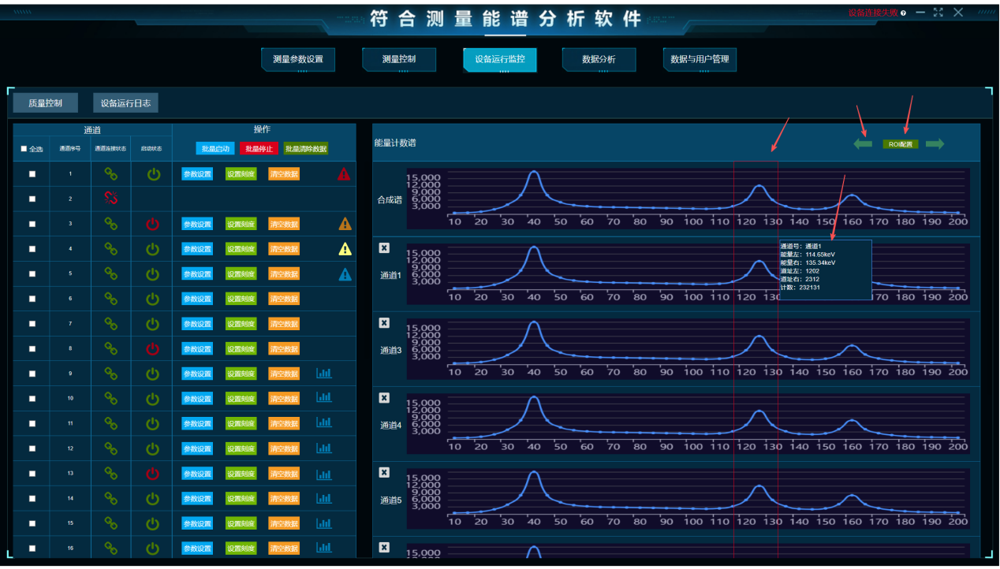 符合测量能谱分析软件
设备连接失败
测量参数设置 测量控制 设备运行监控 数据分析 数据与用户管理
质量控制 设备运行日志
通道 操作
全选 通道序号 通道连接状态 启动状态 批量启动 批量停止 批量清除数据
1 参数设置 设置刻度 清空数据
2
3 参数设置 设置刻度 清空数据
4 参数设置 设置刻度 清空数据
5 参数设置 设置刻度 清空数据
6 参数设置 设置刻度 清空数据
7 参数设置 设置刻度 清空数据
8 参数设置 设置刻度 清空数据
9 参数设置 设置刻度 清空数据
10 参数设置 设置刻度 清空数据
11 参数设置 设置刻度 清空数据
12 参数设置 设置刻度 清空数据
13 参数设置 设置刻度 清空数据
14 参数设置 设置刻度 清空数据
15 参数设置 设置刻度 清空数据
16 参数设置 设置刻度 清空数据
能量计数谱 ROI配置
合成谱
15,000
12,000
9,000
6,000
3,000
10 20 30 40 50 60 70 80 90 100 110 120 130 140 150 160 170 180 190 200
通道1
15,000
12,000
9,000
6,000
3,000
10 20 30 40 50 60 70 80 90 100 110 120 130 170 180 190 200
通道号：通道1
能量左：114.65keV
能量右：135.34keV
道址左：1202
道址右：2312
计数：232131
通道3
15,000
12,000
9,000
6,000
3,000
10 20 30 40 50 60 70 80 90 100 110 120 130 140 150 160 170 180 190 200
通道4
15,000
12,000
9,000
6,000
3,000
10 20 30 40 50 60 70 80 90 100 110 120 130 140 150 160 170 180 190 200
通道5
15,000
12,000
9,000
6,000
3,000
10 20 30 40 50 60 70 80 90 100 110 120 130 140 150 160 170 180 190 200
15,000